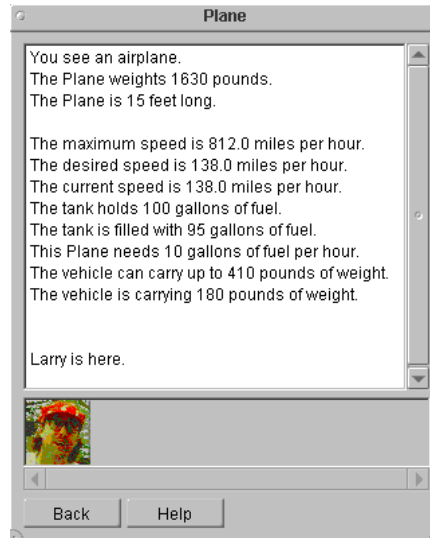 Plane
You see an airplane.
The Plane weights 1630 pounds.
The Plane is 15 feet long.
The maximum speed is 812.0 miles per hour.
The desired speed is 138.0 miles per hour.
The current speed is 138.0 miles per hour.
The tank holds 100 gallons of fuel.
The tank is filled with 95 gallons of fuel.
This Plane needs 10 gallons of fuel per hour.
The vehicle can carry up to 410 pounds of weight.
The vehicle is carrying 180 pounds of weight.
Larry is here.
Back Help